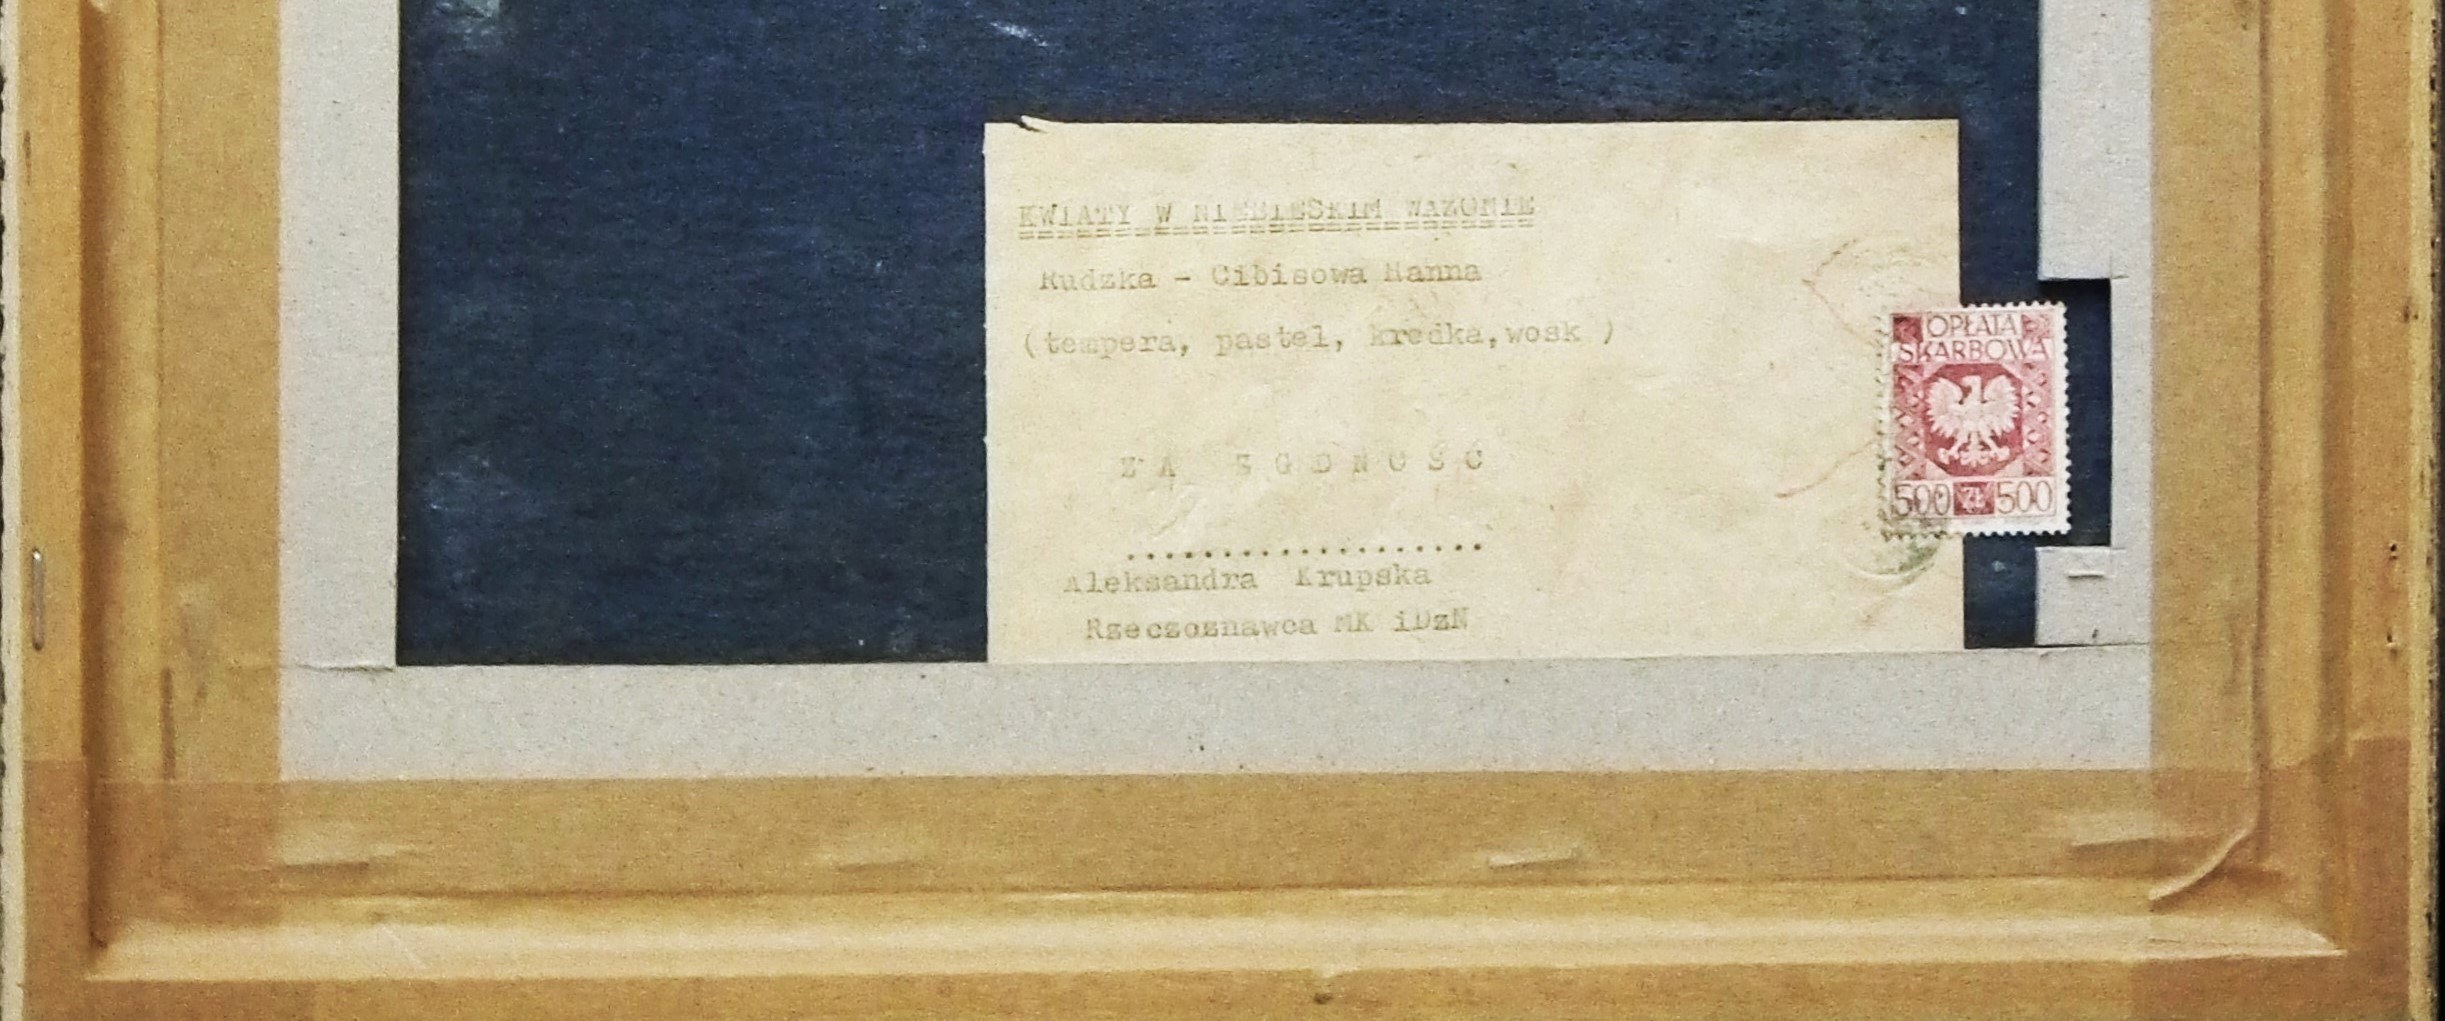 KWIATY W NIEBIESKIM WAZONIE
Rudzka - Cibisowa Hanna
(tempera, pastel, kredka,wosk )
ZA ZGDNOŚĆ
....................
Aleksandra Krupska
Rzeczoznawca MK iDzN
OPŁATA
SKARBOWA
500 ZŁ 500